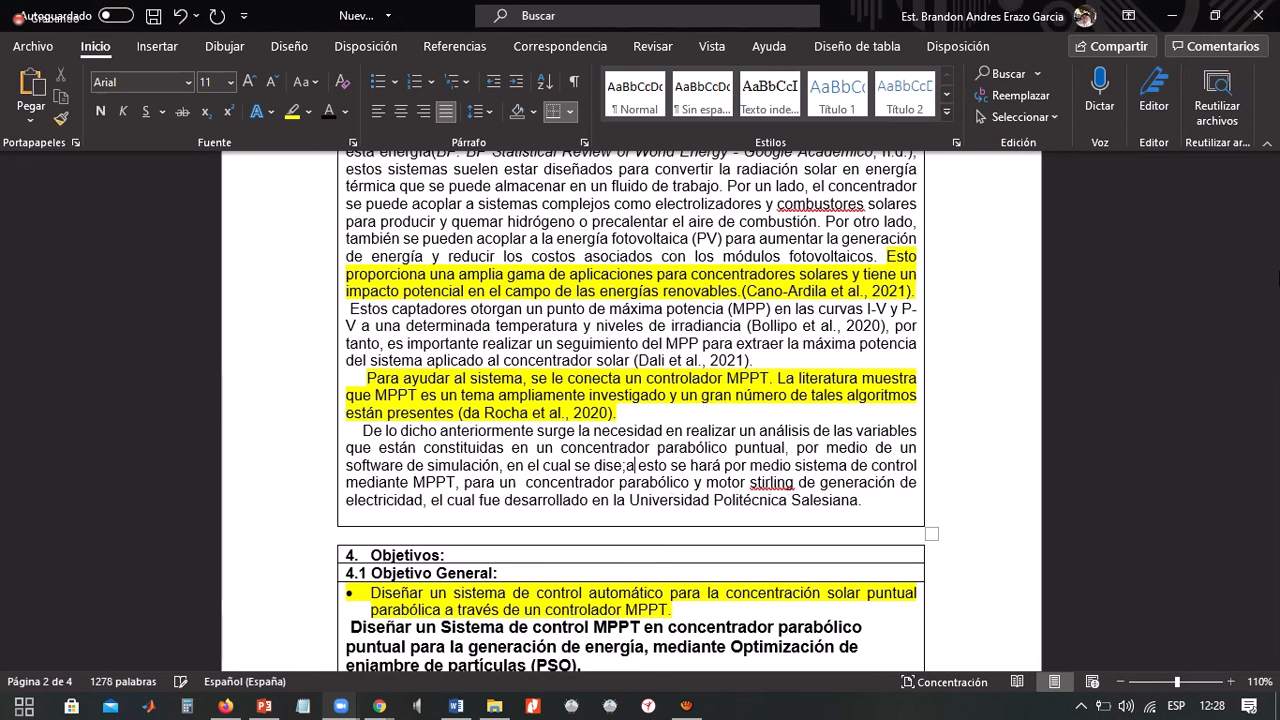 Autoguardado
Nuev...
Buscar
Est. Brandon Andres Erazo Garcia
Archivo Inicio Insertar Dibujar Diseño Disposición Referencias Correspondencia Revisar Vista Ayuda Diseño de tabla Disposición Compartir Comentarios
Pegar
Portapapeles
Arial 11
N K S
Fuente
Párrafo
AaBbCcDc AaBbCcDc AaBbCcI AaBbCc AaBbCcD
¶ Normal ¶ Sin espa... Texto inde... Título 1 Título 2
Estilos
Buscar
Reemplazar
Seleccionar
Edición
Dictar
Voz
Editor
Editor
Reutilizar archivos
Reutilizar ar...
esta energía(BP: BP Statistical Review of World Energy - Google Académico, n.d.),
estos sistemas suelen estar diseñados para convertir la radiación solar en energía
térmica que se puede almacenar en un fluido de trabajo. Por un lado, el concentrador
se puede acoplar a sistemas complejos como electrolizadores y combustores solares
para producir y quemar hidrógeno o precalentar el aire de combustión. Por otro lado,
también se pueden acoplar a la energía fotovoltaica (PV) para aumentar la generación
de energía y reducir los costos asociados con los módulos fotovoltaicos. Esto
proporciona una amplia gama de aplicaciones para concentradores solares y tiene un
impacto potencial en el campo de las energías renovables.(Cano-Ardila et al., 2021).
Estos captadores otorgan un punto de máxima potencia (MPP) en las curvas I-V y P-
V a una determinada temperatura y niveles de irradiancia (Bollipo et al., 2020), por
tanto, es importante realizar un seguimiento del MPP para extraer la máxima potencia
del sistema aplicado al concentrador solar (Dali et al., 2021).
Para ayudar al sistema, se le conecta un controlador MPPT. La literatura muestra
que MPPT es un tema ampliamente investigado y un gran número de tales algoritmos
están presentes (da Rocha et al., 2020).
De lo dicho anteriormente surge la necesidad en realizar un análisis de las variables
que están constituidas en un concentrador parabólico puntual, por medio de un
software de simulación, en el cual se dise;a esto se hará por medio sistema de control
mediante MPPT, para un concentrador parabólico y motor stirling de generación de
electricidad, el cual fue desarrollado en la Universidad Politécnica Salesiana.
4. Objetivos:
4.1 Objetivo General:
• Diseñar un sistema de control automático para la concentración solar puntual
parabólica a través de un controlador MPPT.
Diseñar un Sistema de control MPPT en concentrador parabólico
puntual para la generación de energía, mediante Optimización de
enjambre de partículas (PSO).
Página 2 de 4 1278 palabras Español (España) Concentración 110%
ESP 12:28